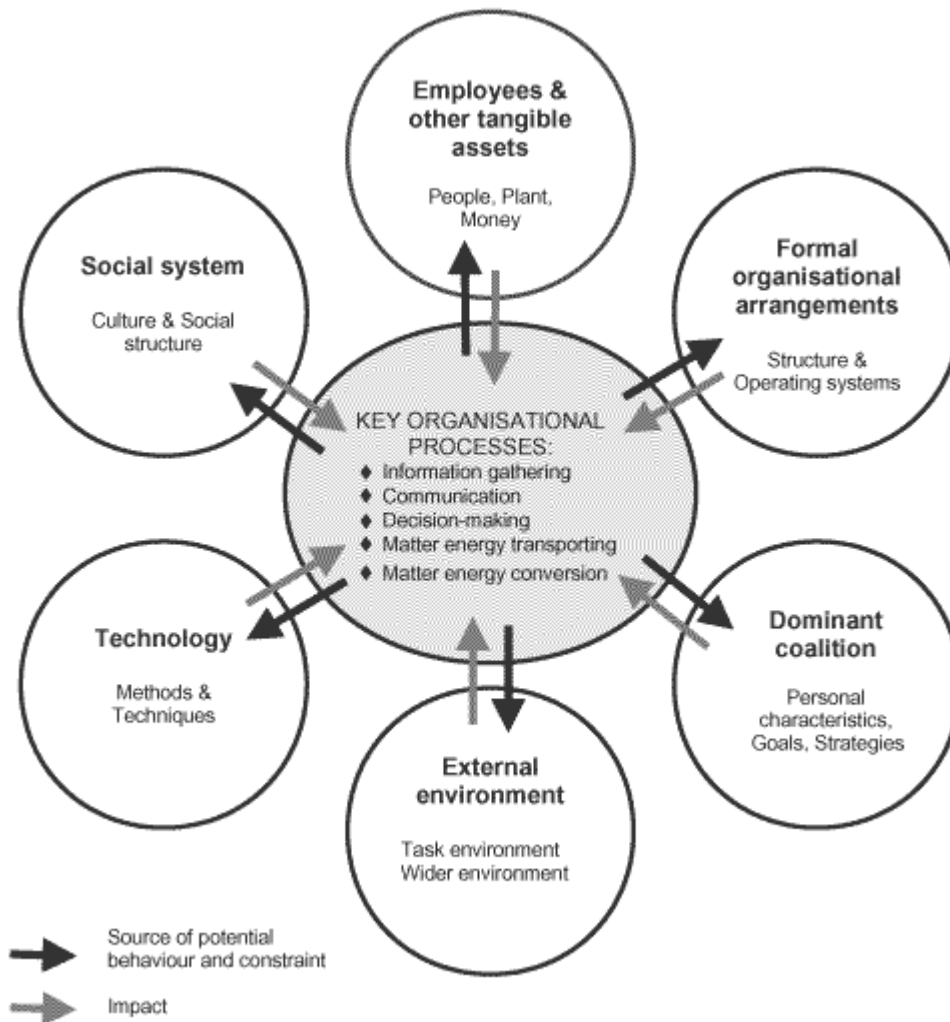 Employees &
other tangible
assets
People, Plant,
Money
Social system
Culture & Social
structure
Formal
organisational
arrangements
Structure &
Operating systems
KEY ORGANISATIONAL
PROCESSES:
♦ Information gathering
♦ Communication
♦ Decision-making
♦ Matter energy transporting
♦ Matter energy conversion
Technology
Methods &
Techniques
Dominant
coalition
Personal
characteristics,
Goals, Strategies
External
environment
Task environment
Wider environment
Source of potential
behaviour and constraint
Impact